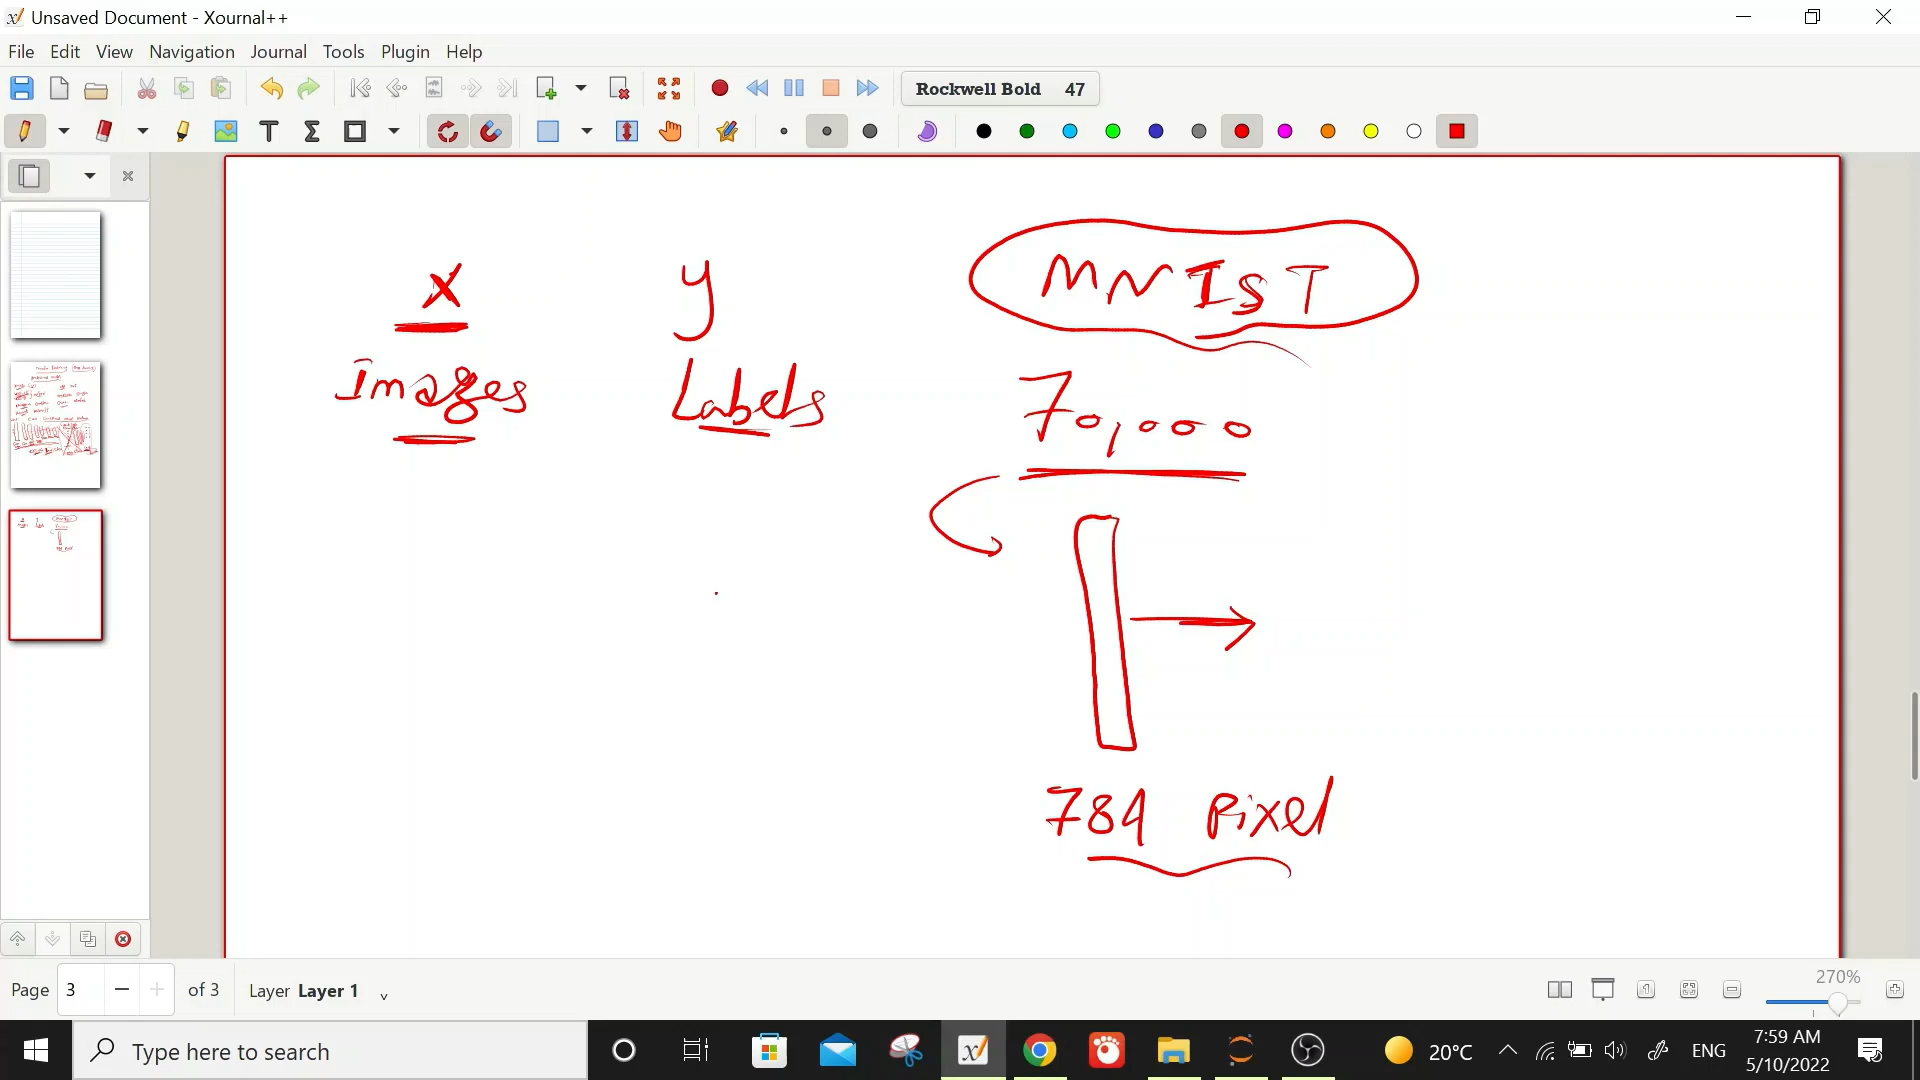 Unsaved Document - Xournal++
File Edit View Navigation Journal Tools Plugin Help
Rockwell Bold 47
x y MNIST
Images Labels 70,000
784 Pixel
Page 3 of 3 Layer Layer 1 270%
Type here to search 20°C ENG 7:59 AM
5/10/2022